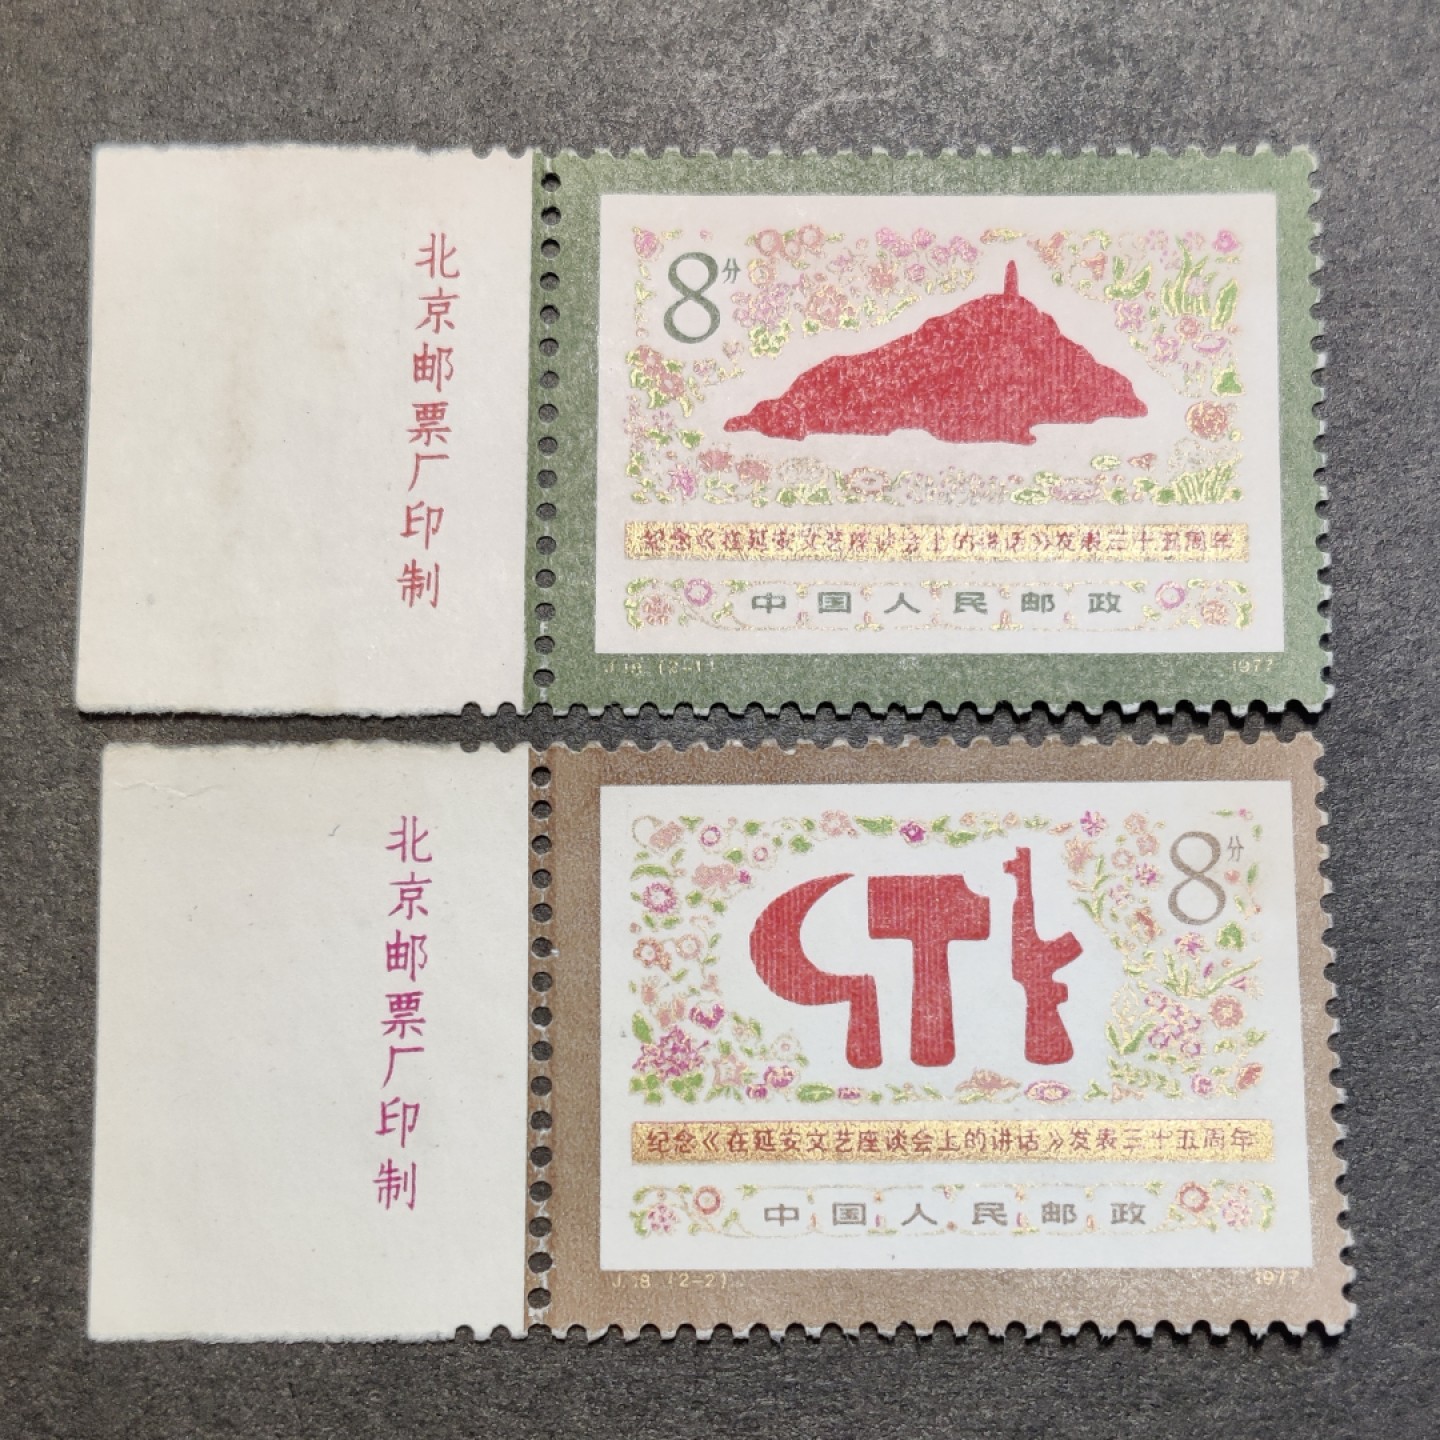 北京邮票厂印制
8分
纪念《在延安文艺座谈会上的讲话》发表三十五周年
中国人民邮政
J.18 (2-1) 1977
北京邮票厂印制
8分
纪念《在延安文艺座谈会上的讲话》发表三十五周年
中国人民邮政
J.18 (2-2) 1977